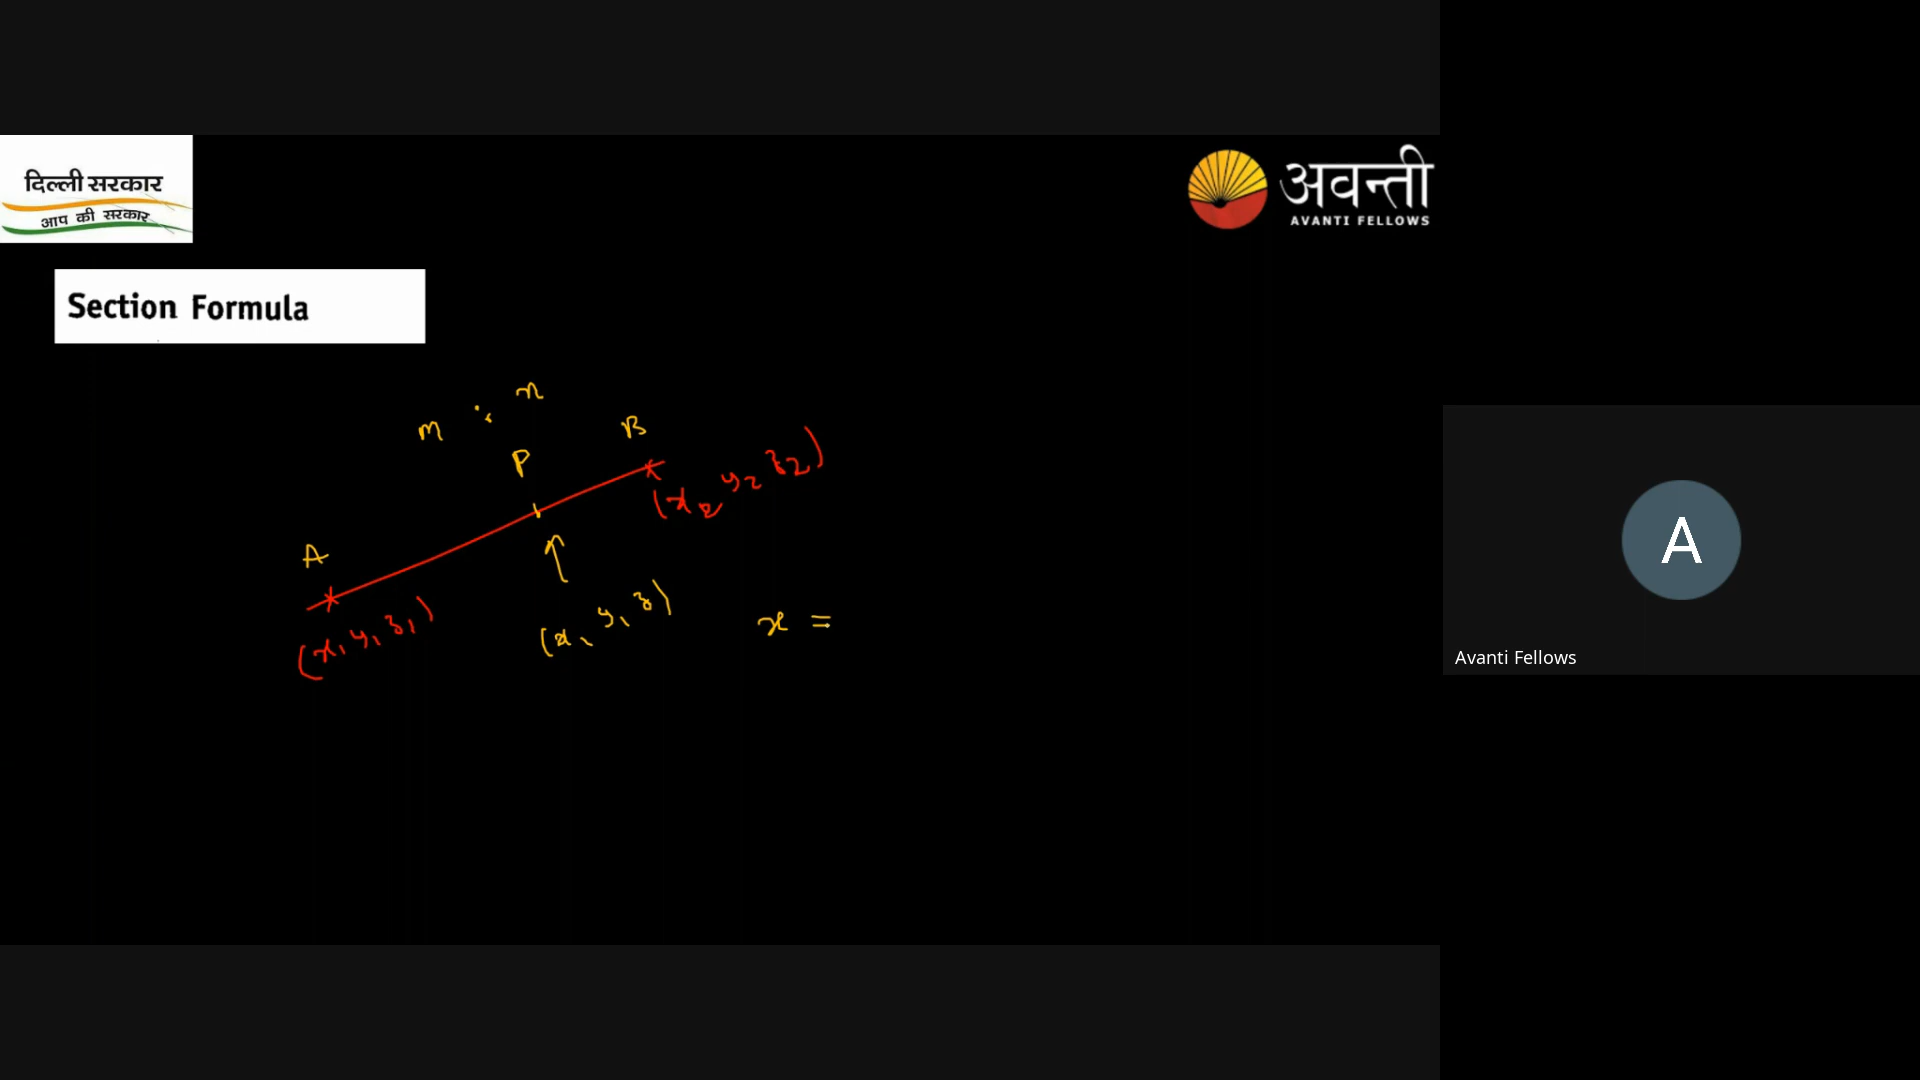 दिल्ली सरकार
आप की सरकार
अवन्ती
AVANTI FELLOWS
Section Formula
m : n
P
B
(x2 y2 z2)
A
(x1 y1 z1)
(x, y, z)
x =
A
Avanti Fellows